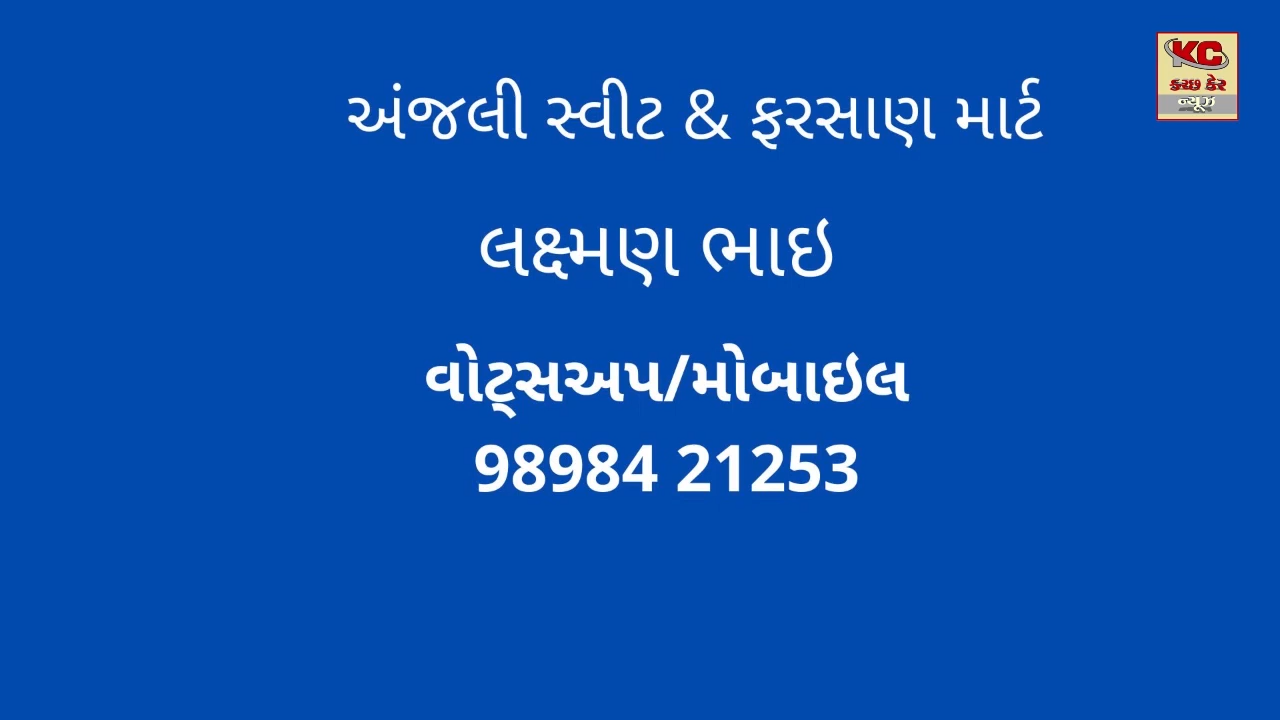 અંજલી સ્વીટ & ફરસાણ માર્ટ
લક્ષ્મણ ભાઇ
વોટ્સઅપ/મોબાઇલ
98984 21253
KC
કચ્છ કેર
ન્યૂઝ